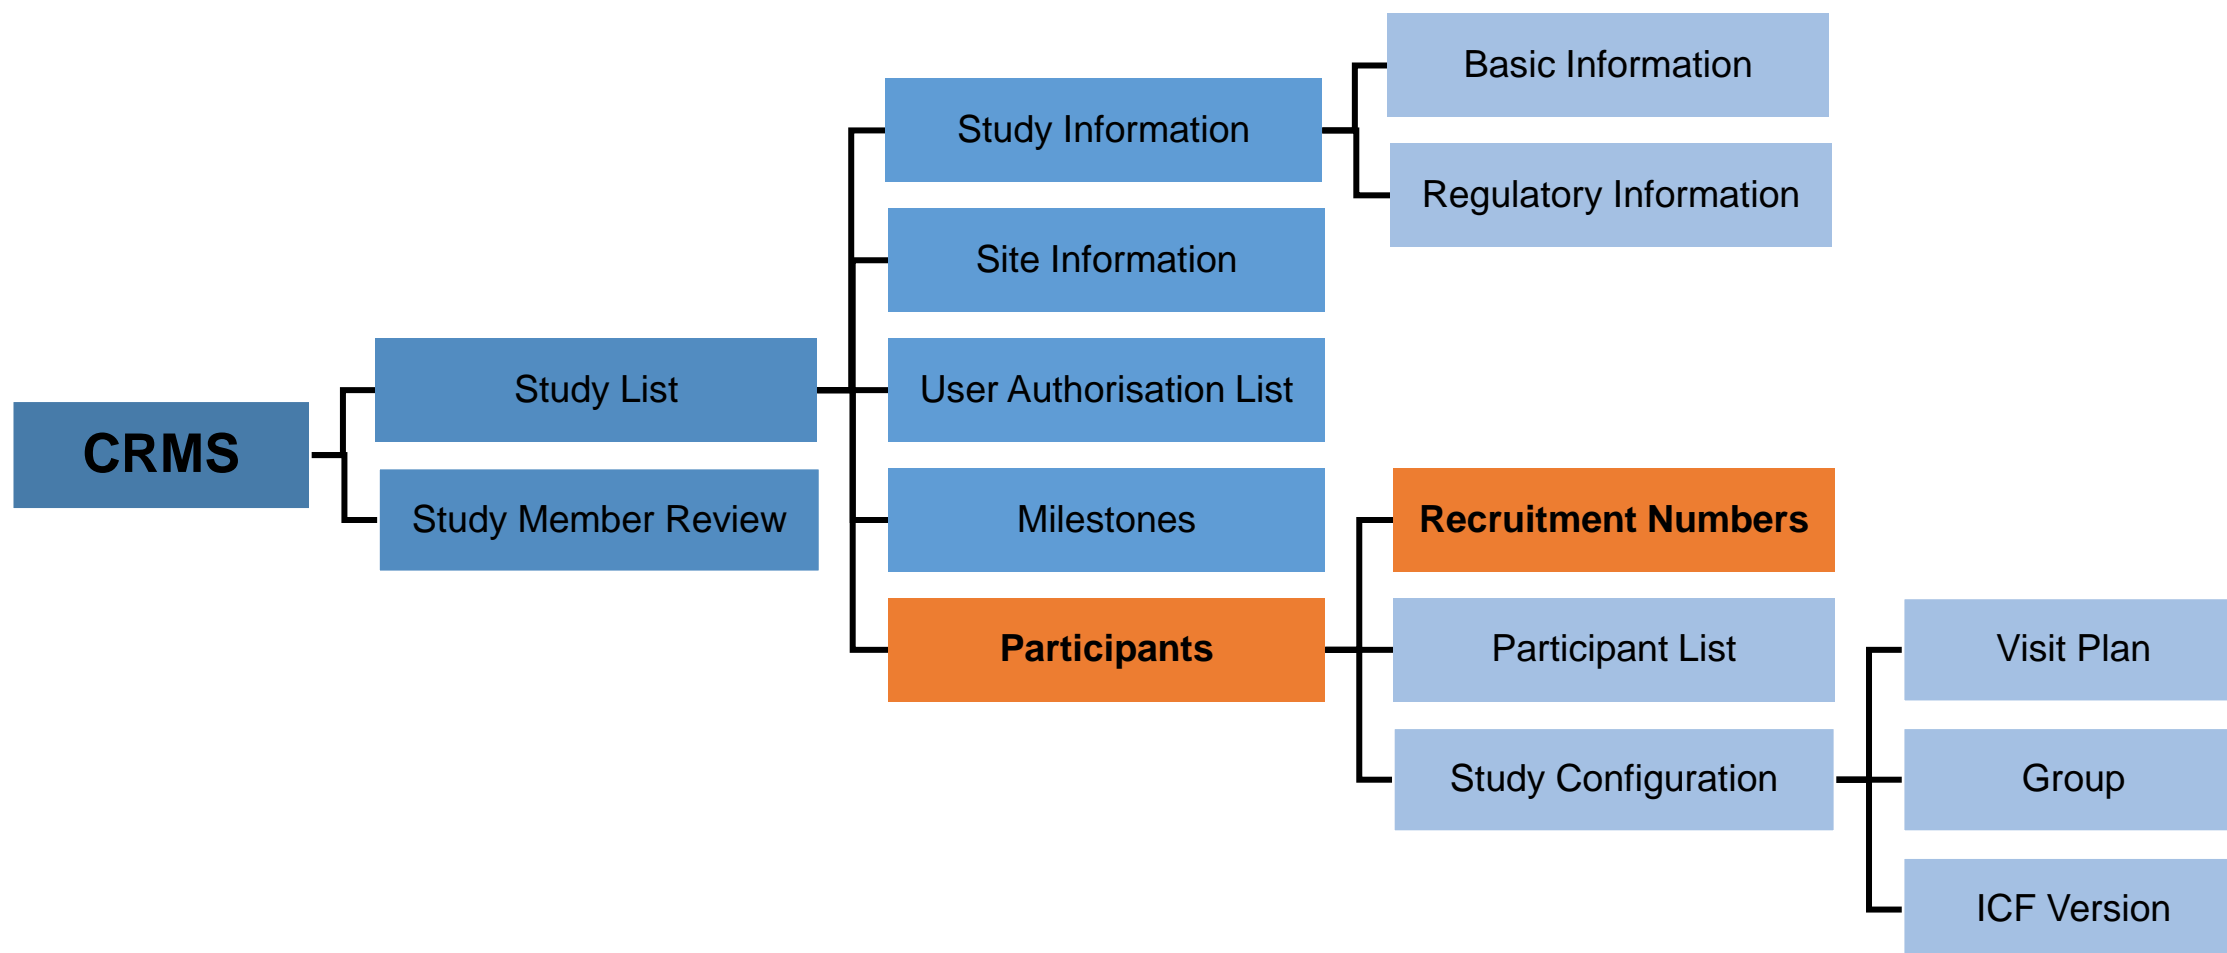 CRMS
Study List
Study Member Review
Study Information
Site Information
User Authorisation List
Milestones
Participants
Basic Information
Regulatory Information
Recruitment Numbers
Participant List
Study Configuration
Visit Plan
Group
ICF Version